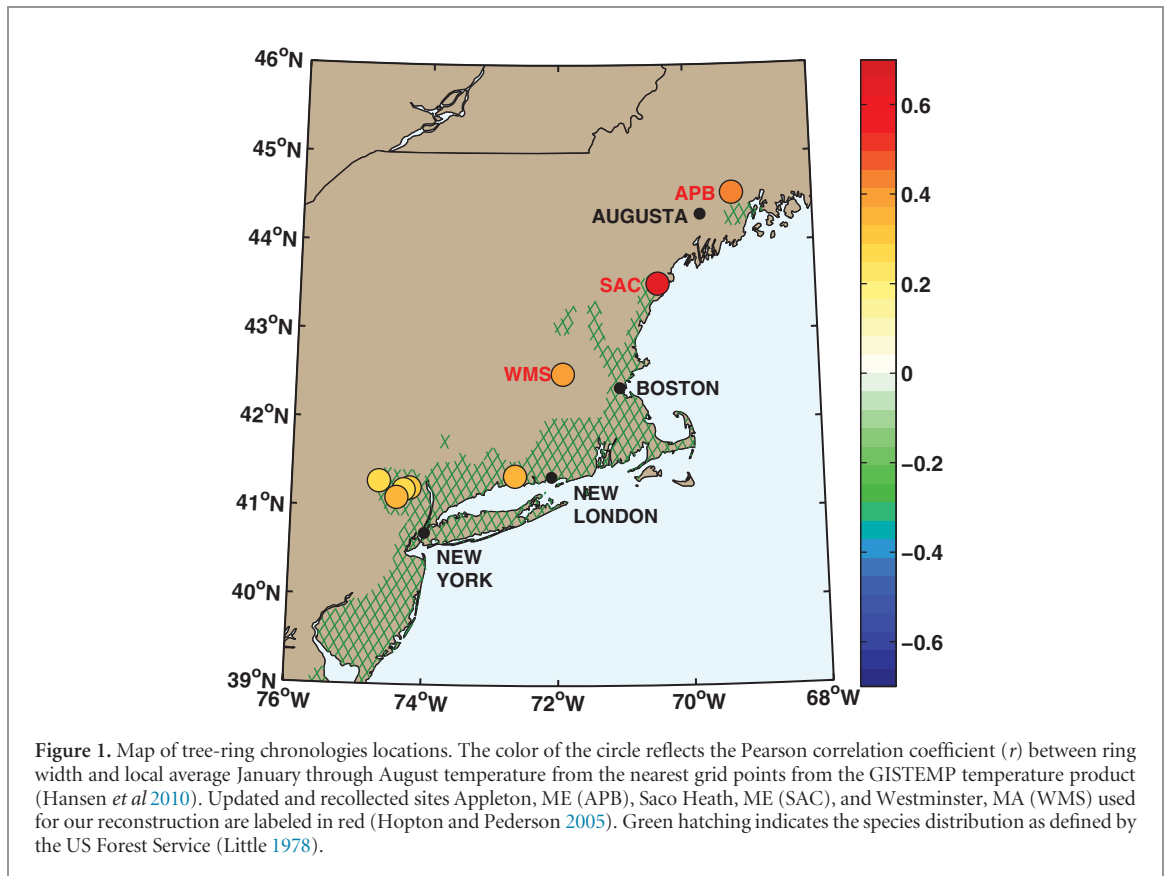 46°N
45°N
44°N
43°N
42°N
41°N
40°N
39°N
76°W
74°W
72°W
70°W
68°W
APB
AUGUSTA
SAC
WMS
BOSTON
NEW
LONDON
NEW
YORK
0.6
0.4
0.2
0
−0.2
−0.4
−0.6
Figure 1. Map of tree-ring chronologies locations. The color of the circle reflects the Pearson correlation coefficient (r) between ring
width and local average January through August temperature from the nearest grid points from the GISTEMP temperature product
(Hansen et al 2010). Updated and recollected sites Appleton, ME (APB), Saco Heath, ME (SAC), and Westminster, MA (WMS) used
for our reconstruction are labeled in red (Hopton and Pederson 2005). Green hatching indicates the species distribution as defined by
the US Forest Service (Little 1978).